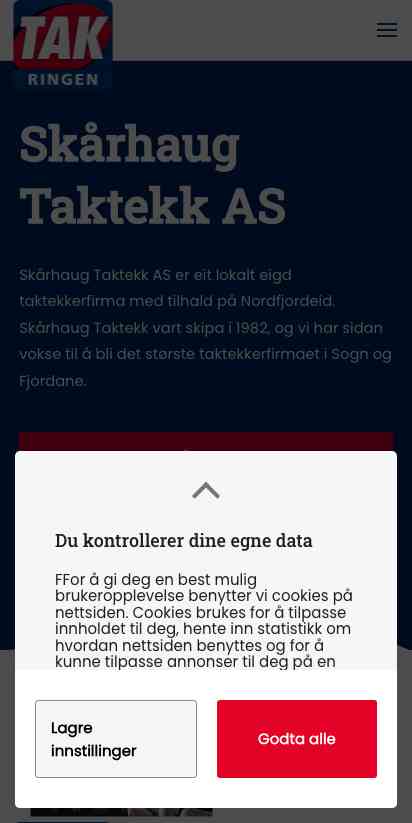 TAK
RINGEN
Skårhaug
Taktekk AS
Skårhaug Taktekk AS er eit lokalt eigd
taktekkerfirma med tilhald på Nordfjordeid.
Skårhaug Taktekk vart skipa i 1982, og vi har sidan
vokse til å bli det største taktekkerfirmaet i Sogn og
Fjordane.
Du kontrollerer dine egne data
FFor å gi deg en best mulig
brukeropplevelse benytter vi cookies på
nettsiden. Cookies brukes for å tilpasse
innholdet til deg, hente inn statistikk om
hvordan nettsiden benyttes og for å
kunne tilpasse annonser til deg på en
Lagre
innstillinger
Godta alle